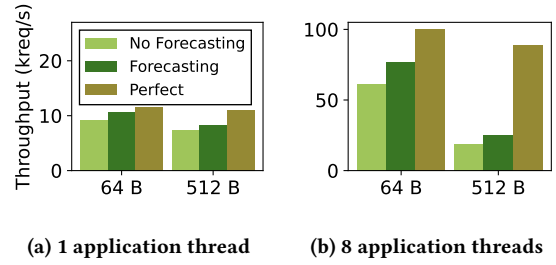 Throughput (kreq/s)
20
10
0
No Forecasting
Forecasting
Perfect
64 B 512 B
100
50
0
64 B 512 B
(a) 1 application thread
(b) 8 application threads